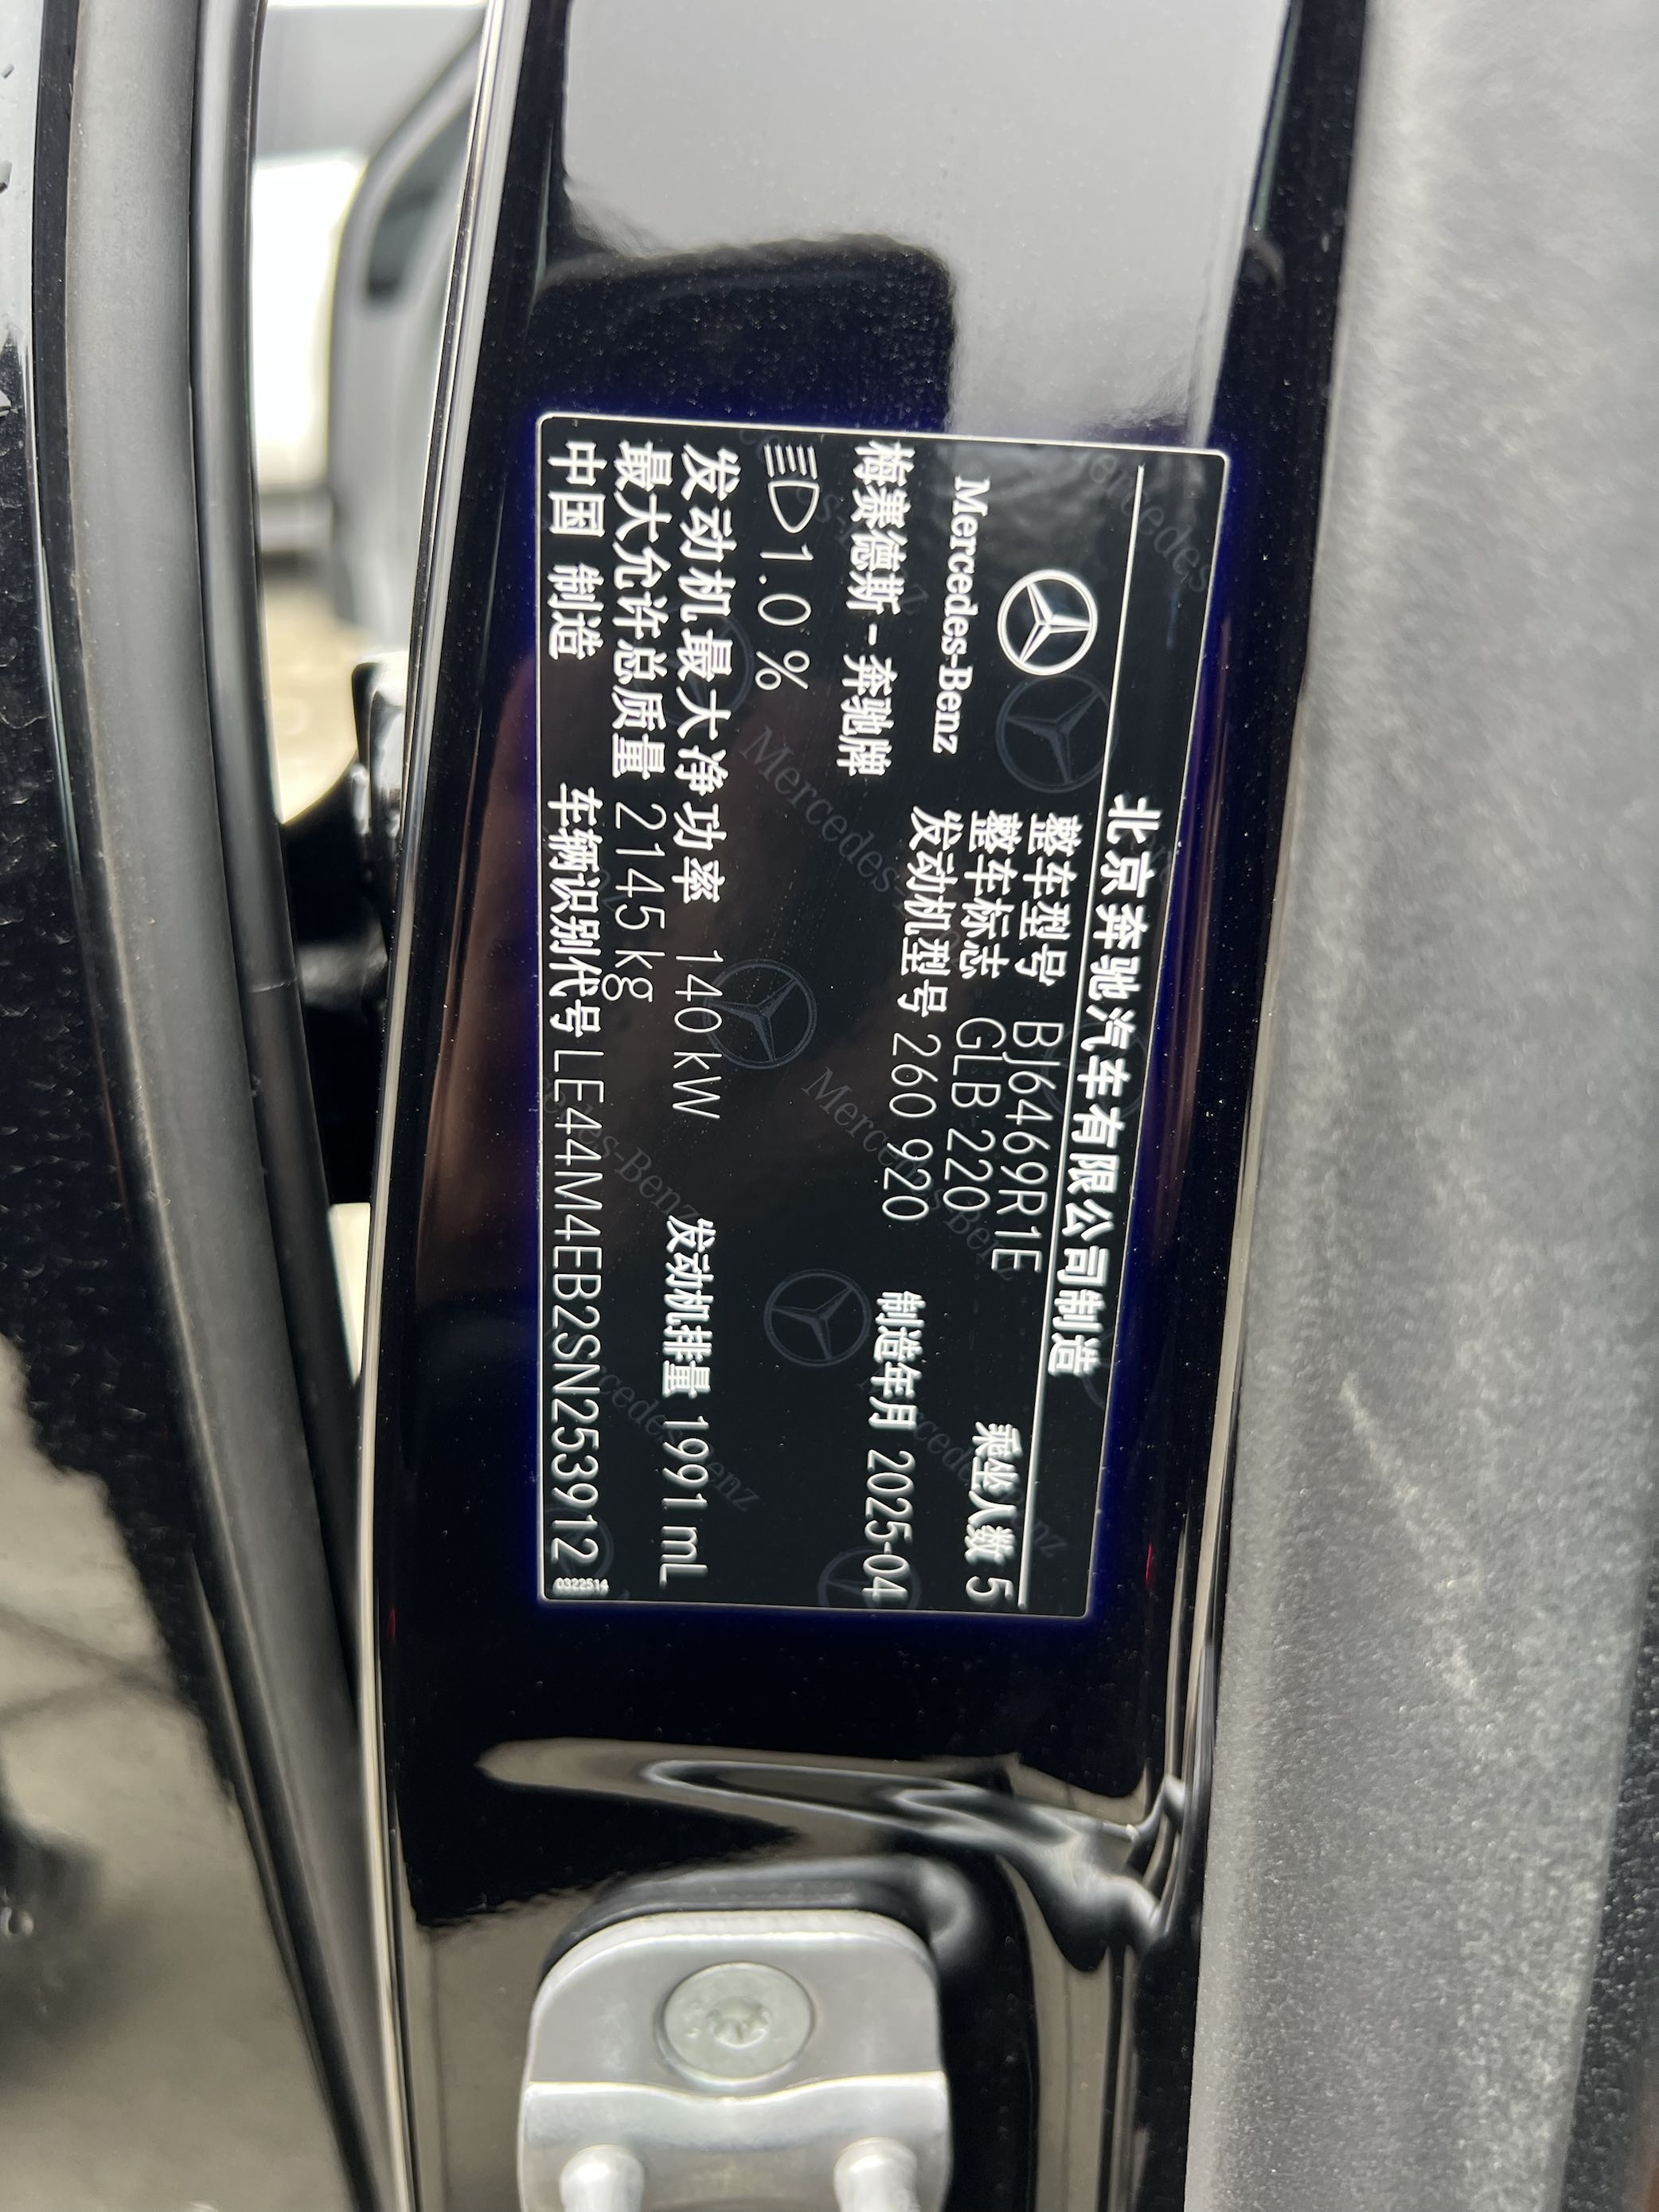 北京奔驰汽车有限公司制造
Mercedes-Benz
整车型号 BJ6469R1E
整车标志 GLB 220 乘坐人数 5
梅赛德斯-奔驰牌 发动机型号 260 920 制造年月 2025-04
1.0 %
发动机最大净功率 140 kW 发动机排量 1991 mL
最大允许总质量 2145 kg
中国 制造 车辆识别代号 LE44M4EB2SN253912
0322514